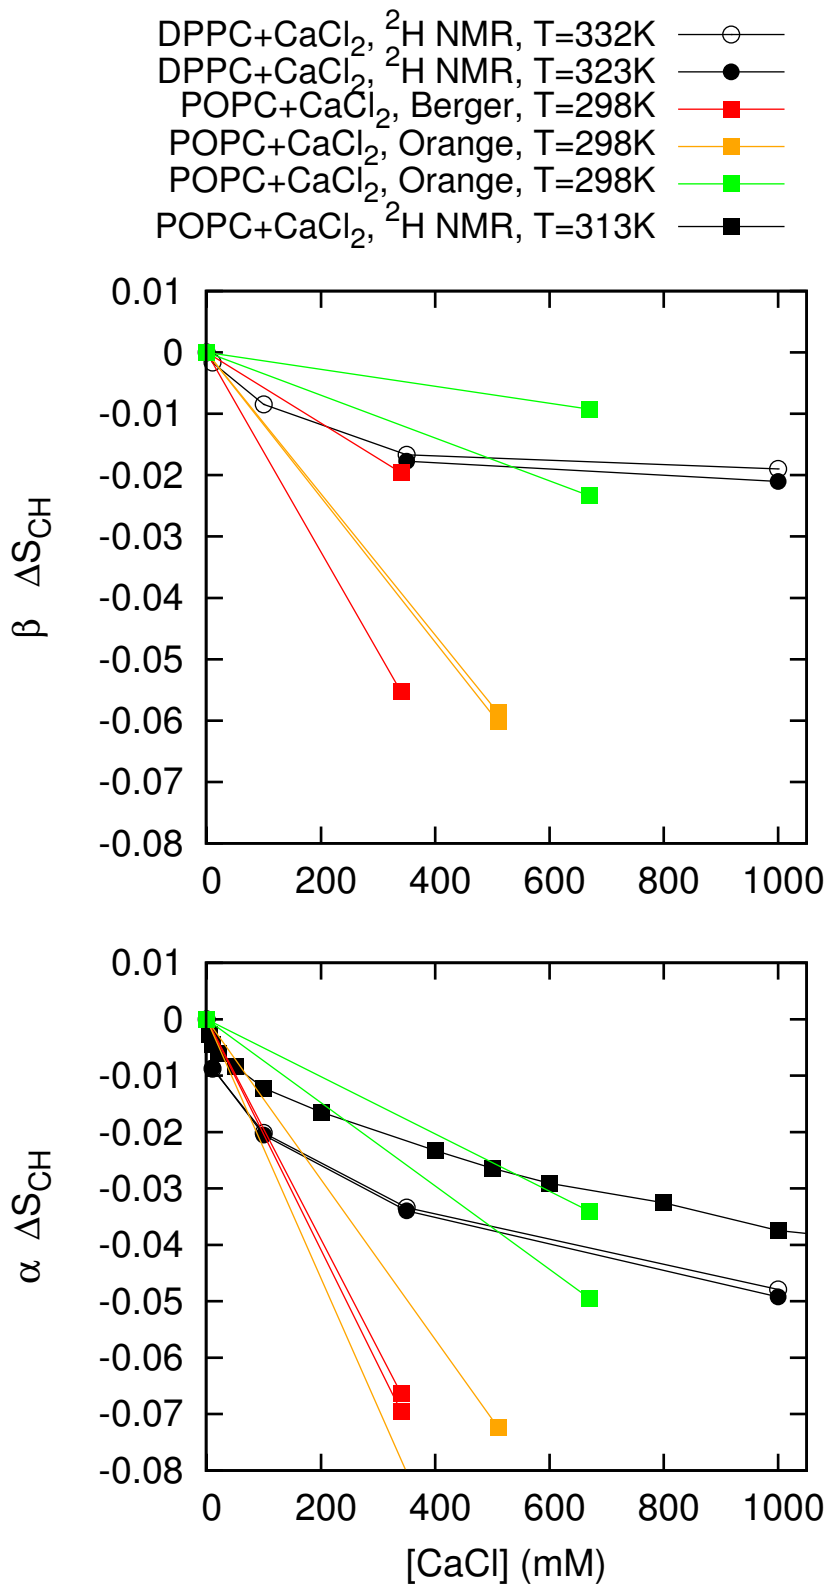 DPPC+CaCl₂, ²H NMR, T=332K
DPPC+CaCl₂, ²H NMR, T=323K
POPC+CaCl₂, Berger, T=298K
POPC+CaCl₂, Orange, T=298K
POPC+CaCl₂, Orange, T=298K
POPC+CaCl₂, ²H NMR, T=313K
0.01
0
-0.01
-0.02
-0.03
-0.04
-0.05
-0.06
-0.07
-0.08
β ΔS_CH
0 200 400 600 800 1000
0.01
0
-0.01
-0.02
-0.03
-0.04
-0.05
-0.06
-0.07
-0.08
α ΔS_CH
0 200 400 600 800 1000
[CaCl] (mM)